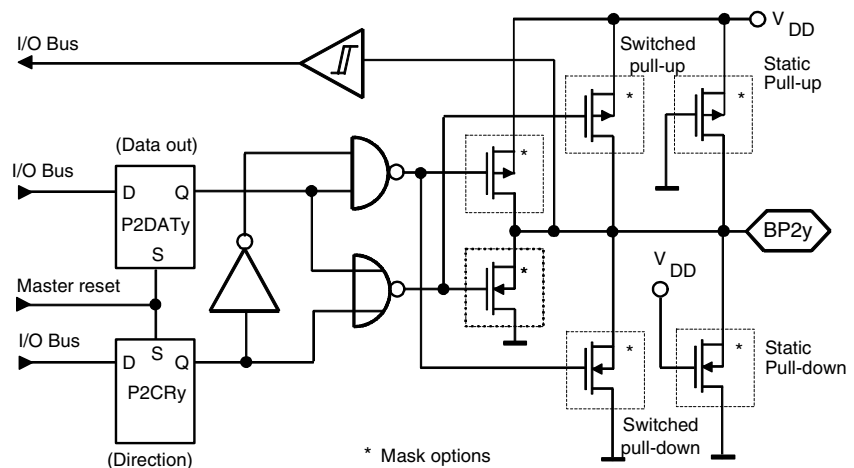 I/O Bus
V
DD
Switched
pull-up
Static
Pull-up
*
*
(Data out)
I/O Bus
D Q
P2DATy
S
*
BP2y
*
V
DD
Master reset
I/O Bus
S
D Q
P2CRy
*
*
Static
Pull-down
Switched
pull-down
(Direction)
* Mask options